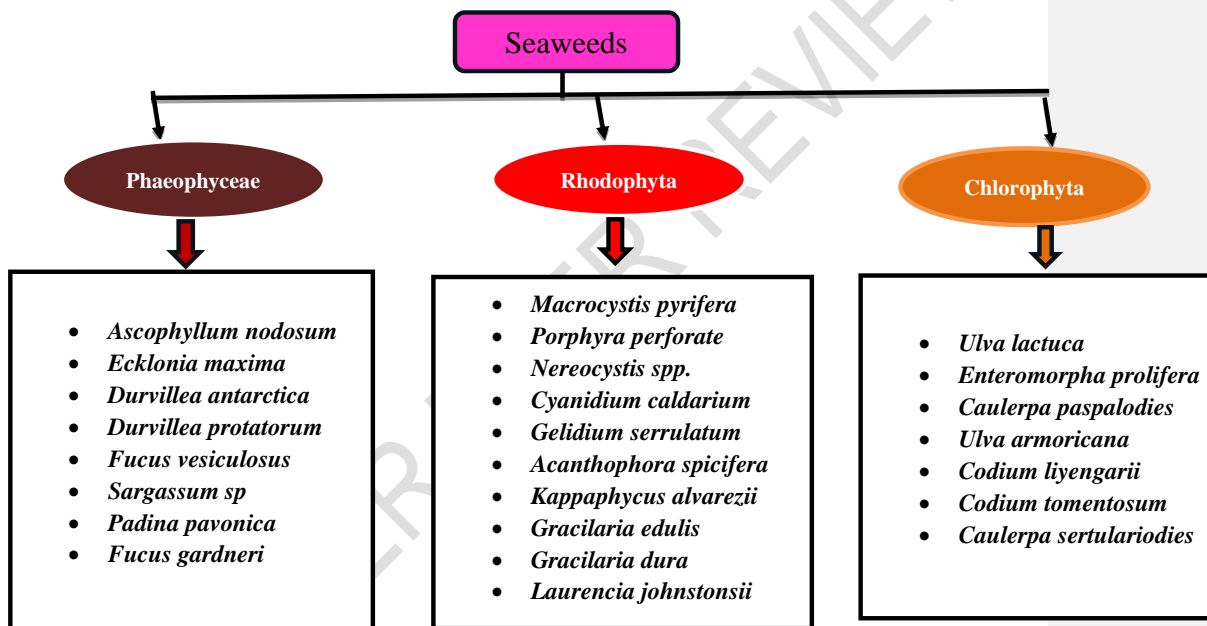 Seaweeds
Phaeophyceae
Rhodophyta
Chlorophyta
• Ascophyllum nodosum
• Ecklonia maxima
• Durvillea antarctica
• Durvillea protatorum
• Fucus vesiculosus
• Sargassum sp
• Padina pavonica
• Fucus gardneri
• Macrocystis pyrifera
• Porphyra perforate
• Nereocystis spp.
• Cyanidium caldarium
• Gelidium serrulatum
• Acanthophora spicifera
• Kappaphycus alvarezii
• Gracilaria edulis
• Gracilaria dura
• Laurencia johnstonsii
• Ulva lactuca
• Enteromorpha prolifera
• Caulerpa paspalodies
• Ulva armoricana
• Codium liyengarii
• Codium tomentosum
• Caulerpa sertulariodies
ER REVIE